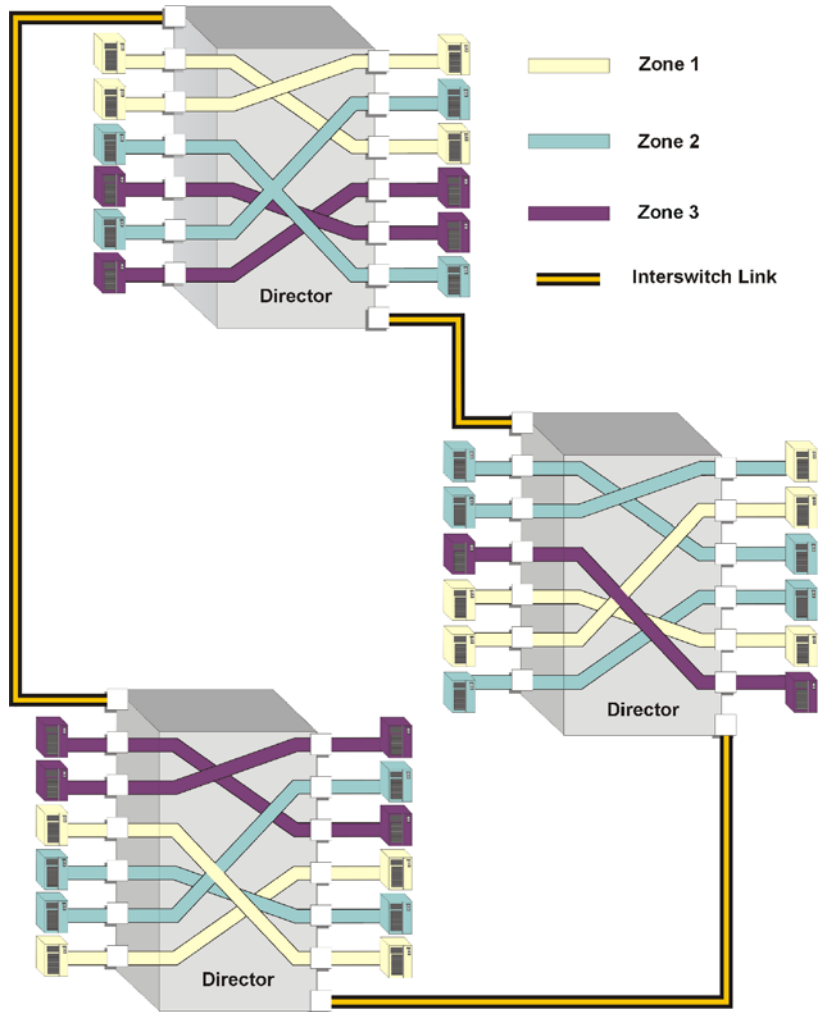 Zone 1
Zone 2
Zone 3
Interswitch Link
Director
Director
Director